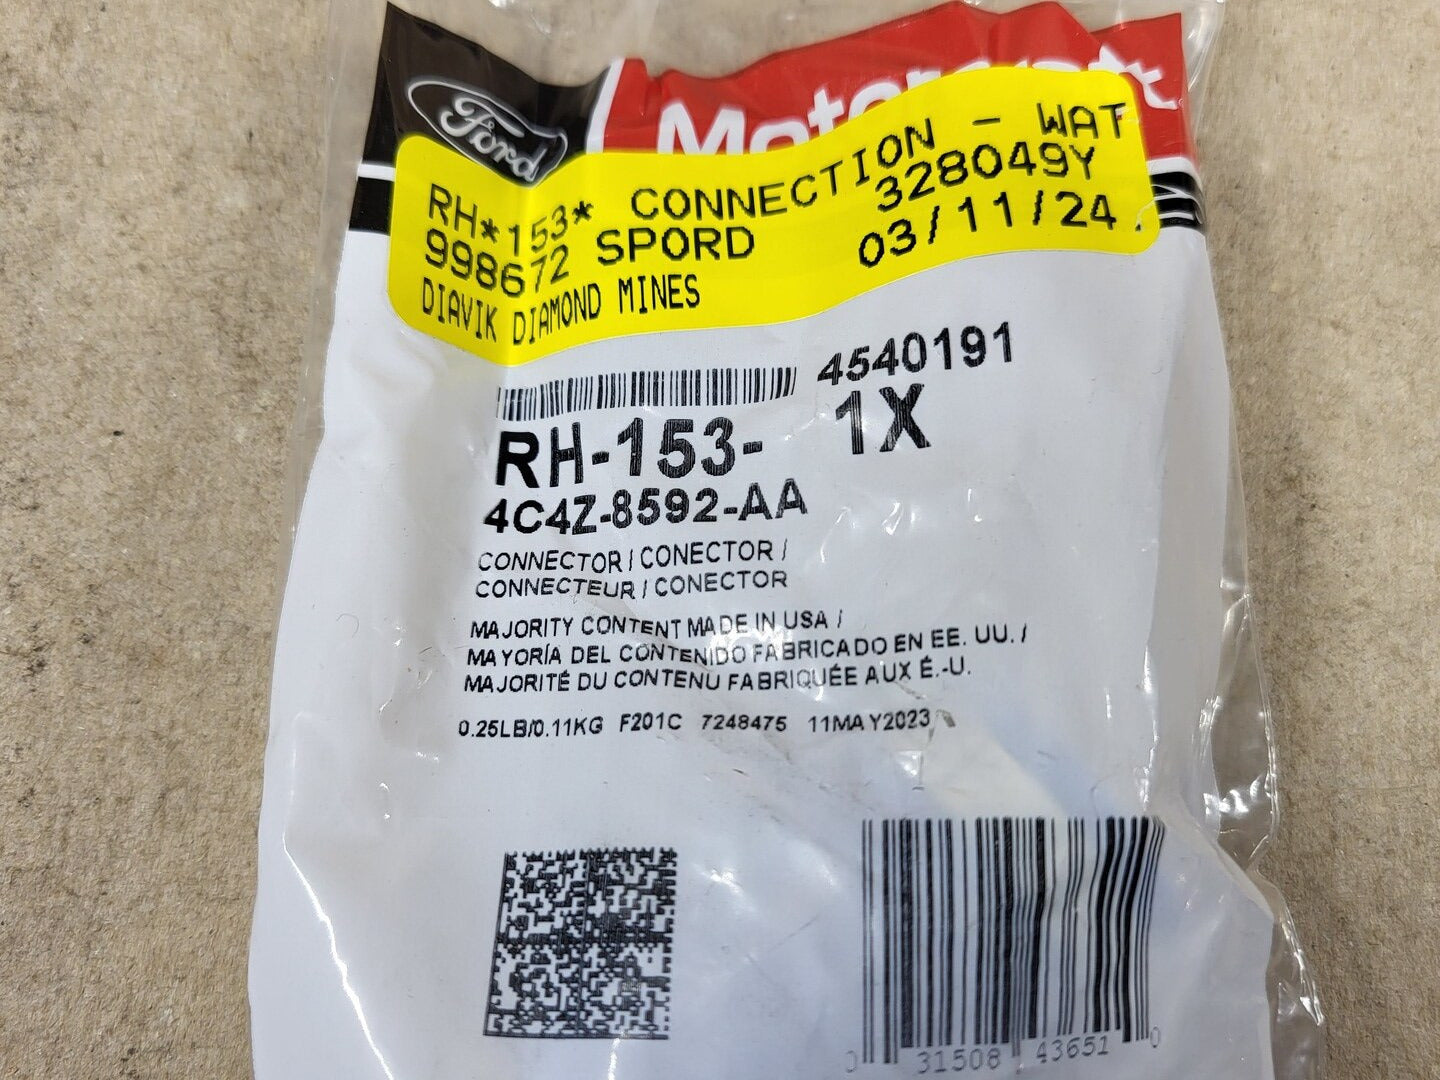 Ford
Motorcraft
RH*153* CONNECTION - WAT
998672 SPORD 328049Y
DIAVIK DIAMOND MINES 03/11/24
4540191
RH-153- 1X
4C4Z-8592-AA
CONNECTOR / CONECTOR /
CONNECTEUR / CONECTOR
MAJORITY CONTENT MADE IN USA /
MAYORÍA DEL CONTENIDO FABRICADO EN EE. UU. /
MAJORITÉ DU CONTENU FABRIQUÉE AUX É.-U.
0.25LB/0.11KG F201C 7248475 11MAY2023
0 31508 43651 0